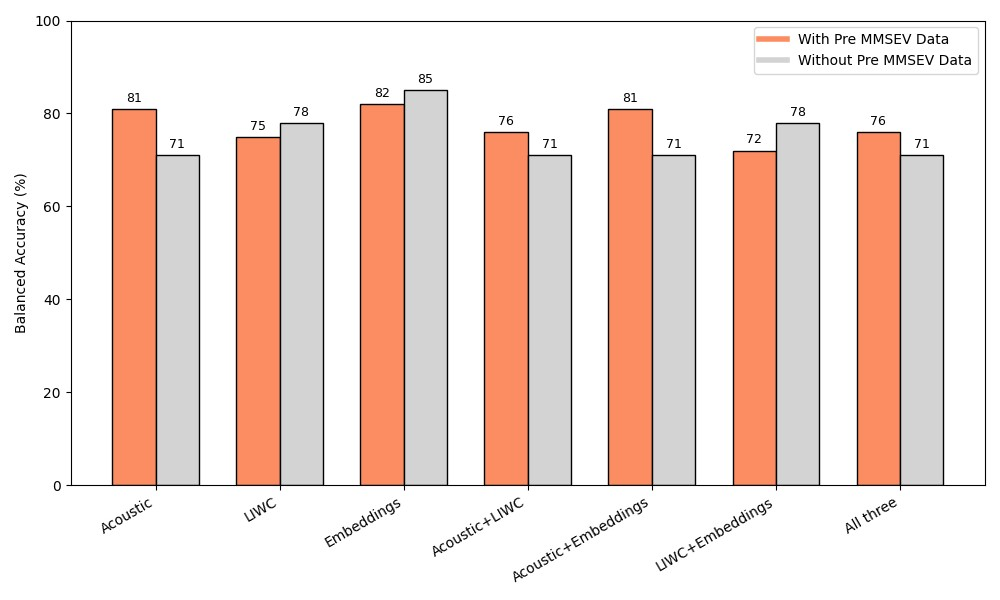 With Pre MMSEV Data
Without Pre MMSEV Data
Balanced Accuracy (%)
100
80
60
40
20
0
81
71
75
78
82
85
76
71
81
71
72
78
76
71
Acoustic
LIWC
Embeddings
Acoustic+LIWC
Acoustic+Embeddings
LIWC+Embeddings
All three